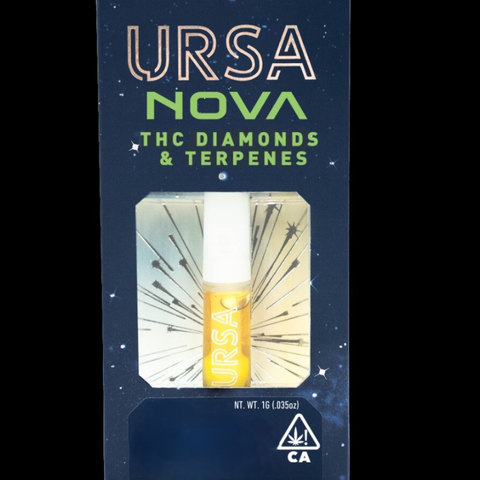 URSA
NOVA
THC DIAMONDS
& TERPENES
URSA
NT. WT. 1G (.035oz)
!
CA